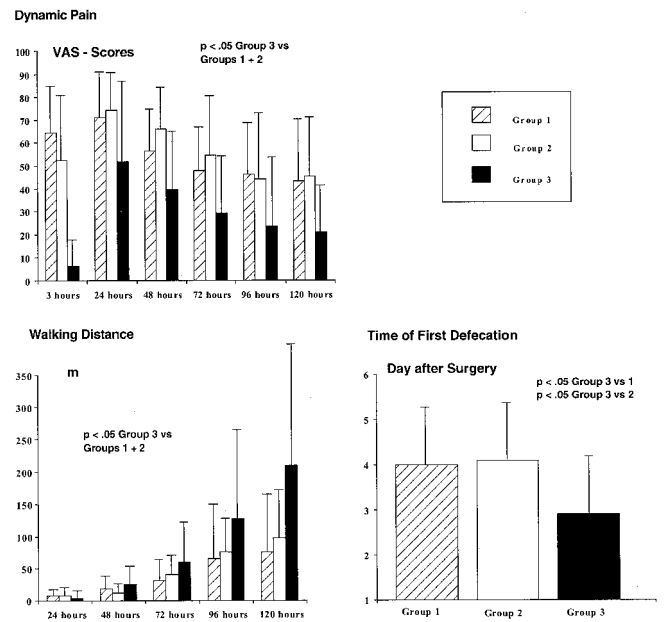 Dynamic Pain
VAS - Scores
p < .05 Group 3 vs
Groups 1 + 2
100
90
80
70
60
50
40
30
20
10
0
3 hours 24 hours 48 hours 72 hours 96 hours 120 hours
Group 1
Group 2
Group 3
Walking Distance
m
p < .05 Group 3 vs
Groups 1 + 2
350
300
250
200
150
100
50
0
24 hours 48 hours 72 hours 96 hours 120 hours
Time of First Defecation
Day after Surgery
p < .05 Group 3 vs 1
p < .05 Group 3 vs 2
6
5
4
3
2
1
Group 1 Group 2 Group 3